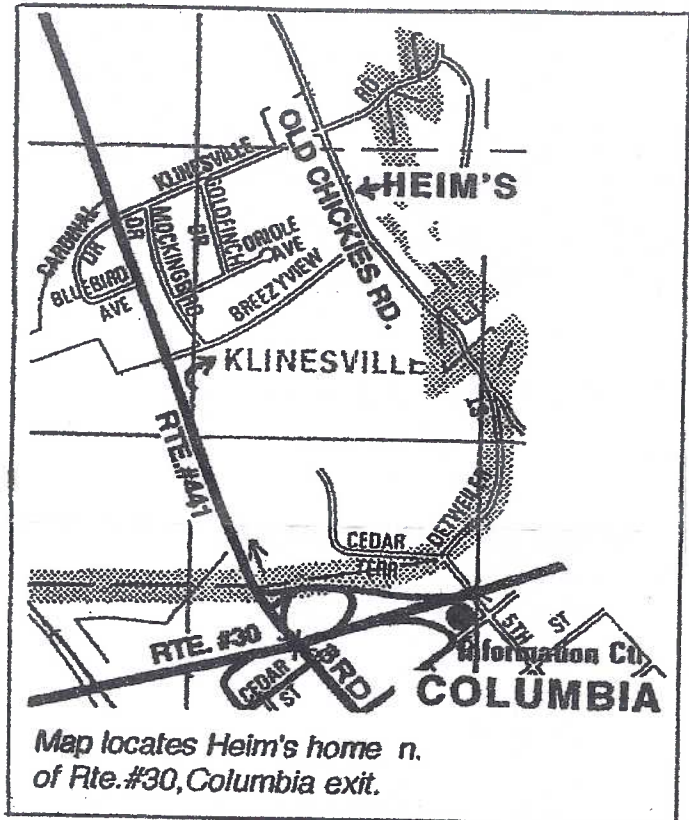 RD
OLD CHICKIES RD.
KLINESVILLE
HEIM'S
CARDINAL
DR
DR
MOCKINGBIRD
GOLDFINCH
DR
ORIOLE
AVE
BLUEBIRD
AVE
BREEZYVIEW
KLINESVILLE
RTE.#441
ST
CEDAR
TERR
RTE. #30
CEDAR
ST
3RD
5TH
ST
Information Ctr
COLUMBIA
Map locates Heim's home n.
of Rte.#30,Columbia exit.